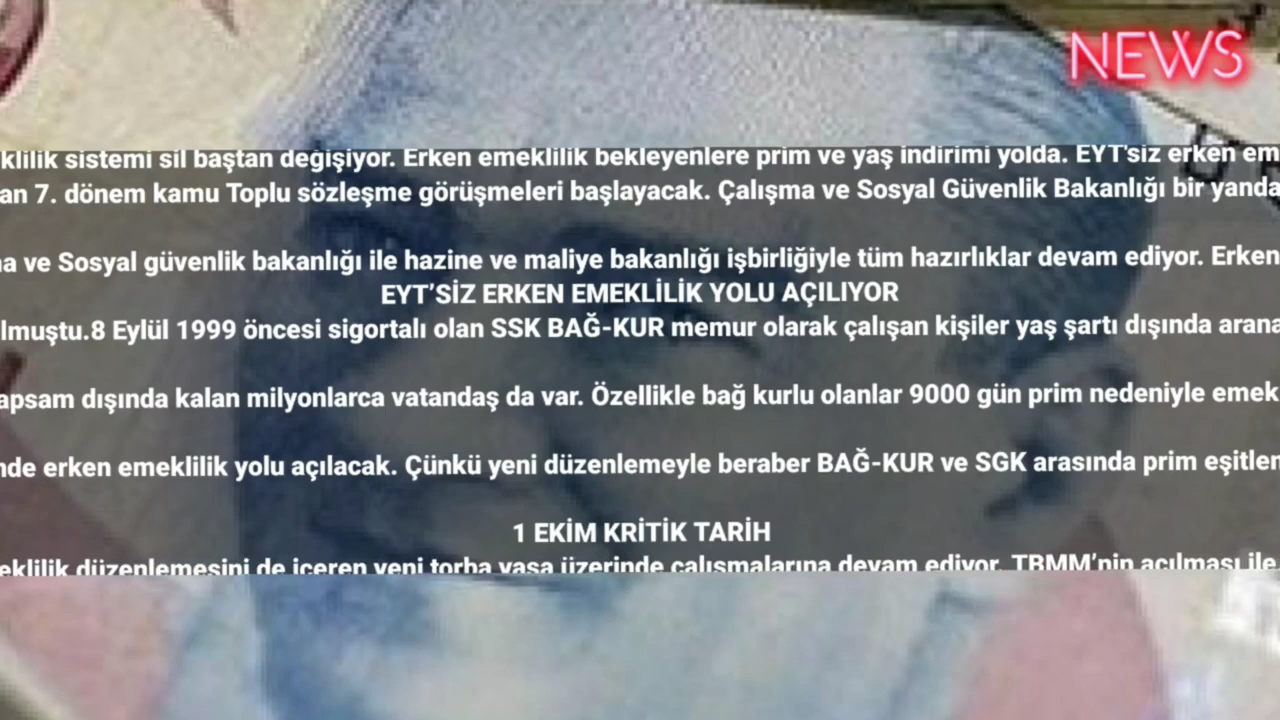 NEWS
klilik sistemi sil baştan değişiyor. Erken emeklilik bekleyenlere prim ve yaş indirimi yolda. EYT'siz erken em
an 7. dönem kamu Toplu sözleşme görüşmeleri başlayacak. Çalışma ve Sosyal Güvenlik Bakanlığı bir yanda
na ve Sosyal güvenlik bakanlığı ile hazine ve maliye bakanlığı işbirliğiyle tüm hazırlıklar devam ediyor. Erken
EYT'SİZ ERKEN EMEKLİLİK YOLU AÇILIYOR
lmuştu.8 Eylül 1999 öncesi sigortalı olan SSK BAĞ-KUR memur olarak çalışan kişiler yaş şartı dışında arana
apsam dışında kalan milyonlarca vatandaş da var. Özellikle bağ kurlu olanlar 9000 gün prim nedeniyle emek
nde erken emeklilik yolu açılacak. Çünkü yeni düzenlemeyle beraber BAĞ-KUR ve SGK arasında prim eşitlen
1 EKİM KRİTİK TARİH
eklilik düzenlemesini de içeren yeni torba yasa üzerinde çalışmalarına devam ediyor. TBMM'nin açılması ile